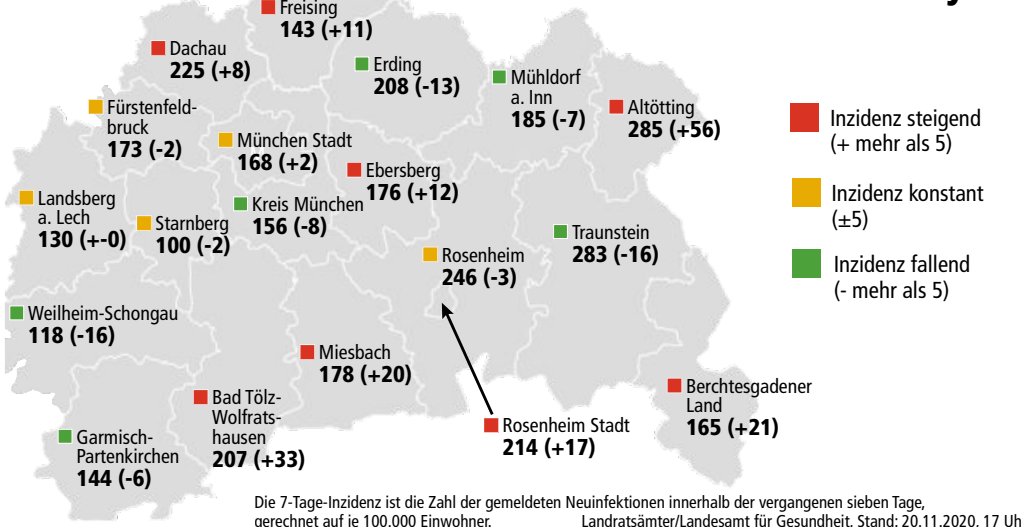 Freising
143 (+11)
Dachau
225 (+8)
Erding
208 (-13)
Mühldorf
a. Inn
185 (-7)
Altötting
285 (+56)
Fürstenfeld-
bruck
173 (-2)
München Stadt
168 (+2)
Ebersberg
176 (+12)
Landsberg
a. Lech
130 (+-0)
Starnberg
100 (-2)
Kreis München
156 (-8)
Rosenheim
246 (-3)
Traunstein
283 (-16)
Weilheim-Schongau
118 (-16)
Miesbach
178 (+20)
Bad Tölz-
Wolfrats-
hausen
207 (+33)
Garmisch-
Partenkirchen
144 (-6)
Rosenheim Stadt
214 (+17)
Berchtesgadener
Land
165 (+21)
Inzidenz steigend
(+ mehr als 5)
Inzidenz konstant
(±5)
Inzidenz fallend
(- mehr als 5)
Die 7-Tage-Inzidenz ist die Zahl der gemeldeten Neuinfektionen innerhalb der vergangenen sieben Tage,
gerechnet auf je 100.000 Einwohner. Landratsämter/Landesamt für Gesundheit. Stand: 20.11.2020, 17 Uh